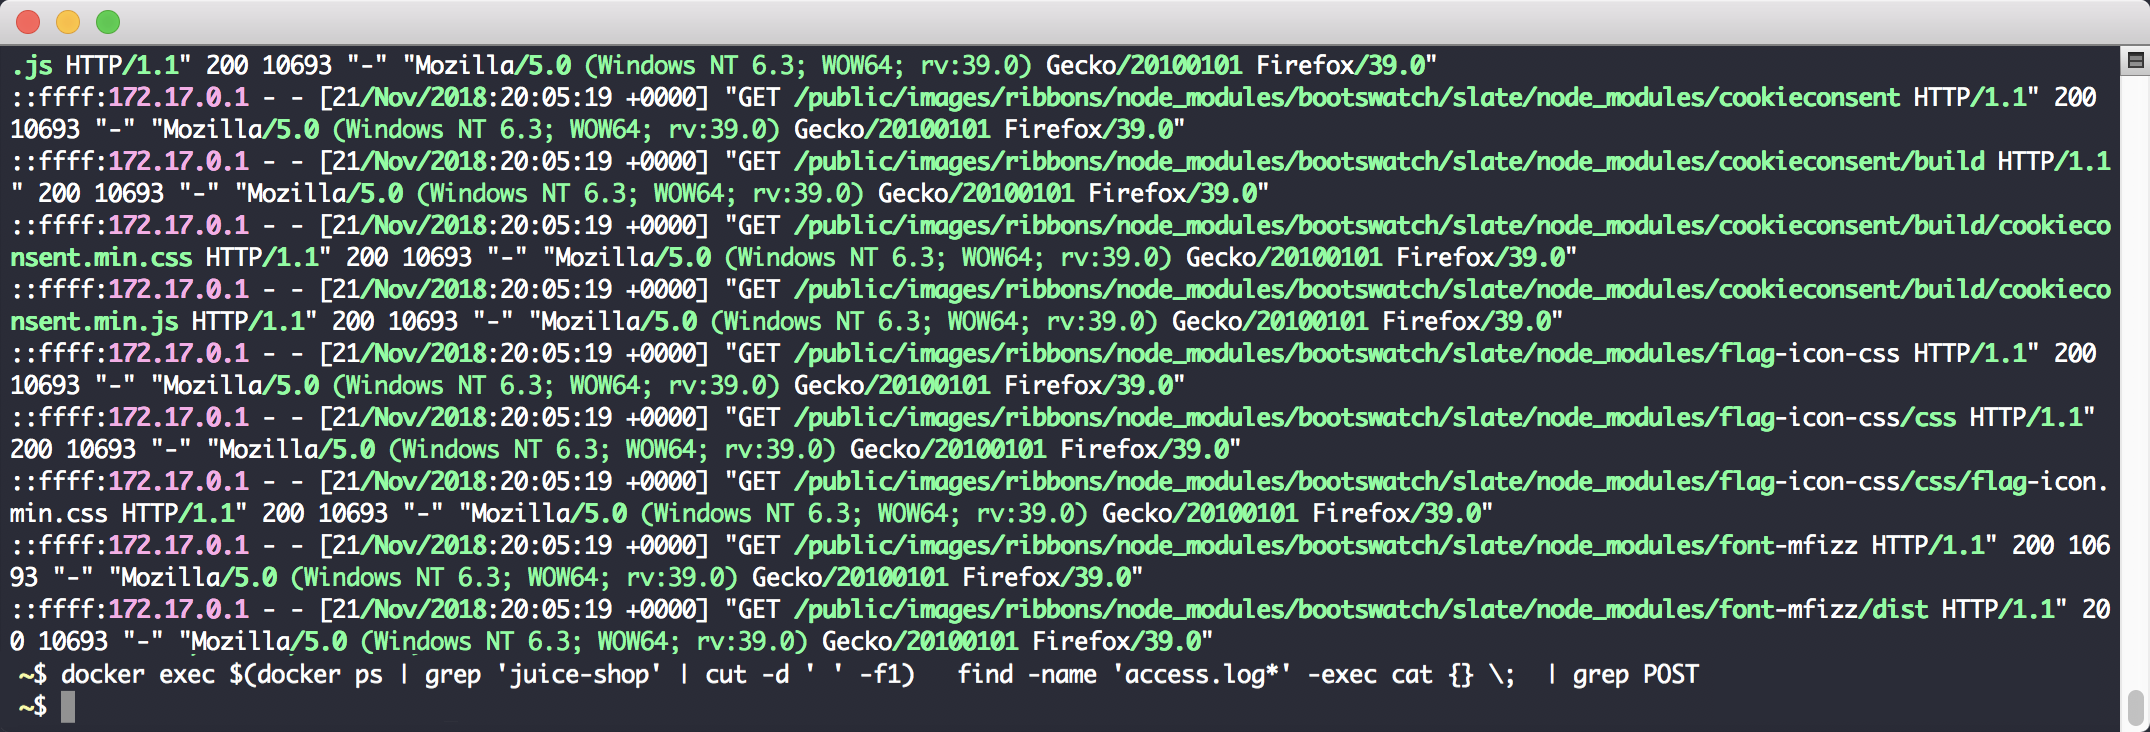 .js HTTP/1.1" 200 10693 "-" "Mozilla/5.0 (Windows NT 6.3; WOW64; rv:39.0) Gecko/20100101 Firefox/39.0"
::ffff:172.17.0.1 - - [21/Nov/2018:20:05:19 +0000] "GET /public/images/ribbons/node_modules/bootswatch/slate/node_modules/cookieconsent HTTP/1.1" 200
10693 "-" "Mozilla/5.0 (Windows NT 6.3; WOW64; rv:39.0) Gecko/20100101 Firefox/39.0"
::ffff:172.17.0.1 - - [21/Nov/2018:20:05:19 +0000] "GET /public/images/ribbons/node_modules/bootswatch/slate/node_modules/cookieconsent/build HTTP/1.1
" 200 10693 "-" "Mozilla/5.0 (Windows NT 6.3; WOW64; rv:39.0) Gecko/20100101 Firefox/39.0"
::ffff:172.17.0.1 - - [21/Nov/2018:20:05:19 +0000] "GET /public/images/ribbons/node_modules/bootswatch/slate/node_modules/cookieconsent/build/cookieco
nsent.min.css HTTP/1.1" 200 10693 "-" "Mozilla/5.0 (Windows NT 6.3; WOW64; rv:39.0) Gecko/20100101 Firefox/39.0"
::ffff:172.17.0.1 - - [21/Nov/2018:20:05:19 +0000] "GET /public/images/ribbons/node_modules/bootswatch/slate/node_modules/cookieconsent/build/cookieco
nsent.min.js HTTP/1.1" 200 10693 "-" "Mozilla/5.0 (Windows NT 6.3; WOW64; rv:39.0) Gecko/20100101 Firefox/39.0"
::ffff:172.17.0.1 - - [21/Nov/2018:20:05:19 +0000] "GET /public/images/ribbons/node_modules/bootswatch/slate/node_modules/flag-icon-css HTTP/1.1" 200
10693 "-" "Mozilla/5.0 (Windows NT 6.3; WOW64; rv:39.0) Gecko/20100101 Firefox/39.0"
::ffff:172.17.0.1 - - [21/Nov/2018:20:05:19 +0000] "GET /public/images/ribbons/node_modules/bootswatch/slate/node_modules/flag-icon-css/css HTTP/1.1"
200 10693 "-" "Mozilla/5.0 (Windows NT 6.3; WOW64; rv:39.0) Gecko/20100101 Firefox/39.0"
::ffff:172.17.0.1 - - [21/Nov/2018:20:05:19 +0000] "GET /public/images/ribbons/node_modules/bootswatch/slate/node_modules/flag-icon-css/css/flag-icon.
min.css HTTP/1.1" 200 10693 "-" "Mozilla/5.0 (Windows NT 6.3; WOW64; rv:39.0) Gecko/20100101 Firefox/39.0"
::ffff:172.17.0.1 - - [21/Nov/2018:20:05:19 +0000] "GET /public/images/ribbons/node_modules/bootswatch/slate/node_modules/font-mfizz HTTP/1.1" 200 106
93 "-" "Mozilla/5.0 (Windows NT 6.3; WOW64; rv:39.0) Gecko/20100101 Firefox/39.0"
::ffff:172.17.0.1 - - [21/Nov/2018:20:05:19 +0000] "GET /public/images/ribbons/node_modules/bootswatch/slate/node_modules/font-mfizz/dist HTTP/1.1" 20
0 10693 "-" "Mozilla/5.0 (Windows NT 6.3; WOW64; rv:39.0) Gecko/20100101 Firefox/39.0"
~$ docker exec $(docker ps | grep 'juice-shop' | cut -d ' ' -f1)   find -name 'access.log*' -exec cat {} \;  | grep POST
~$